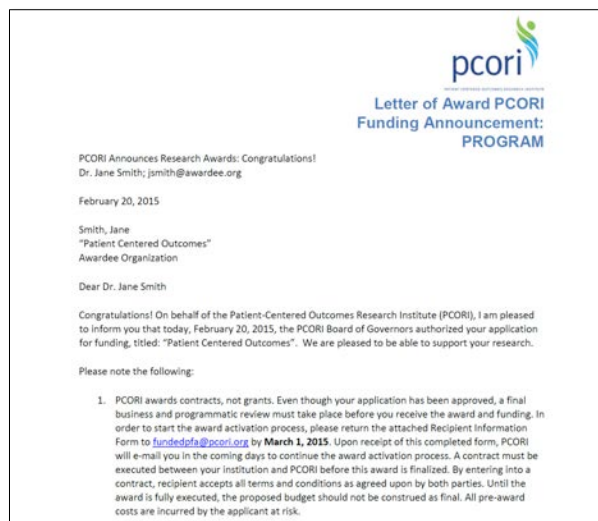 pcori
PATIENT-CENTERED OUTCOMES RESEARCH INSTITUTE
Letter of Award PCORI
Funding Announcement:
PROGRAM
PCORI Announces Research Awards: Congratulations!
Dr. Jane Smith; jsmith@awardee.org
February 20, 2015
Smith, Jane
"Patient Centered Outcomes"
Awardee Organization
Dear Dr. Jane Smith
Congratulations! On behalf of the Patient-Centered Outcomes Research Institute (PCORI), I am pleased
to inform you that today, February 20, 2015, the PCORI Board of Governors authorized your application
for funding, titled: "Patient Centered Outcomes". We are pleased to be able to support your research.
Please note the following:
1. PCORI awards contracts, not grants. Even though your application has been approved, a final
business and programmatic review must take place before you receive the award and funding. In
order to start the award activation process, please return the attached Recipient Information
Form to fundedpfa@pcori.org by March 1, 2015. Upon receipt of this completed form, PCORI
will e-mail you in the coming days to continue the award activation process. A contract must be
executed between your institution and PCORI before this award is finalized. By entering into a
contract, recipient accepts all terms and conditions as agreed upon by both parties. Until the
award is fully executed, the proposed budget should not be construed as final. All pre-award
costs are incurred by the applicant at risk.